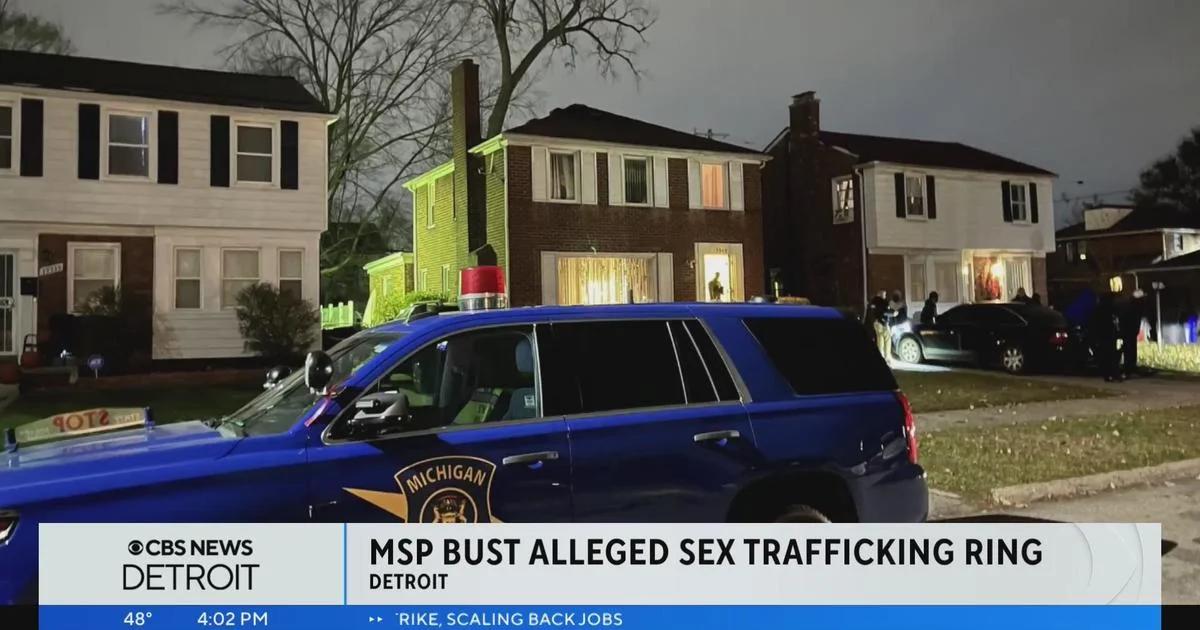 STOP
MICHIGAN
CBS NEWS
DETROIT
MSP BUST ALLEGED SEX TRAFFICKING RING
DETROIT
48° 4:02 PM
RIKE, SCALING BACK JOBS